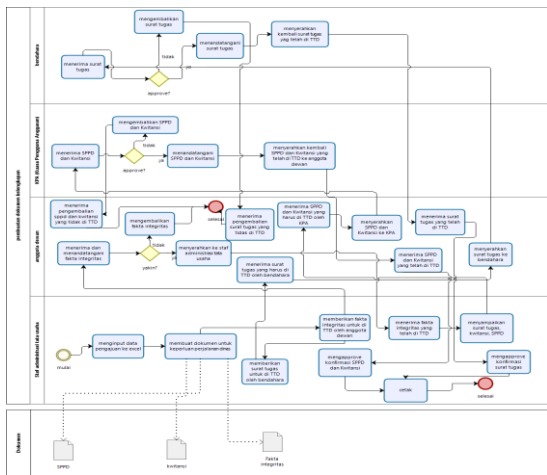 pembuatan dokumen kelengkapan
bendahara
mengembalikan
surat tugas
menerima surat
tugas
tidak
approve?
ya
menandatangani
surat tugas
menyerahkan
kembali surat tugas
yag telah di TTD
KPA (Kuasa Pengguna Anggaran)
mengembalikan SPPD
dan Kwitansi
menerima SPPD
dan Kwitansi
tidak
approve?
ya
menandatangani
SPPD dan Kwitansi
menyerahkan kembali
SPPD dan Kwitansi yang
telah di TTD ke anggota
dewan
anggota dewan
menerima
pengembalian
sppd dan kwitansi
yang tidak di TTD
mengembalikan
fakta integritas
selesai
menerima
pengembalian
surat tugas yang
tidak di TTD
menerima SPPD
dan Kwitansi yang
harus di TTD oleh
KPA
menyerahkan
SPPD dan
Kwitansi ke KPA
menerima surat
tugas yang telah
di TTD
menerima dan
menandatangani
fakta integritas
tidak
yakin?
ya
menyerahkan ke staf
administrasi tata
usaha
menerima surat
tugas yang harus di
TTD oleh bendahara
menerima SPPD
dan Kwitansi
yang telah di TTD
menyerahkan
surat tugas ke
bendahara
Staf administrasi tata usaha
mulai
menginput data
pengajuan ke excel
membuat dokumen untuk
keperluan perjalanan dinas
memberikan fakta
integritas untuk di
TTD oleh anggota
dewan
menerima fakta
integritas yang
telah di TTD
menyampaikan
surat tugas,
kwitansi, SPPD
memberikan surat
tugas untuk di TTD
oleh bendahara
mengapprove
konfirmasi SPPD
dan Kwitansi
mengapprove
konfirmasi
surat tugas
cetak
selesai
Dokumen
SPPD
kwitansi
Fakta
integritas